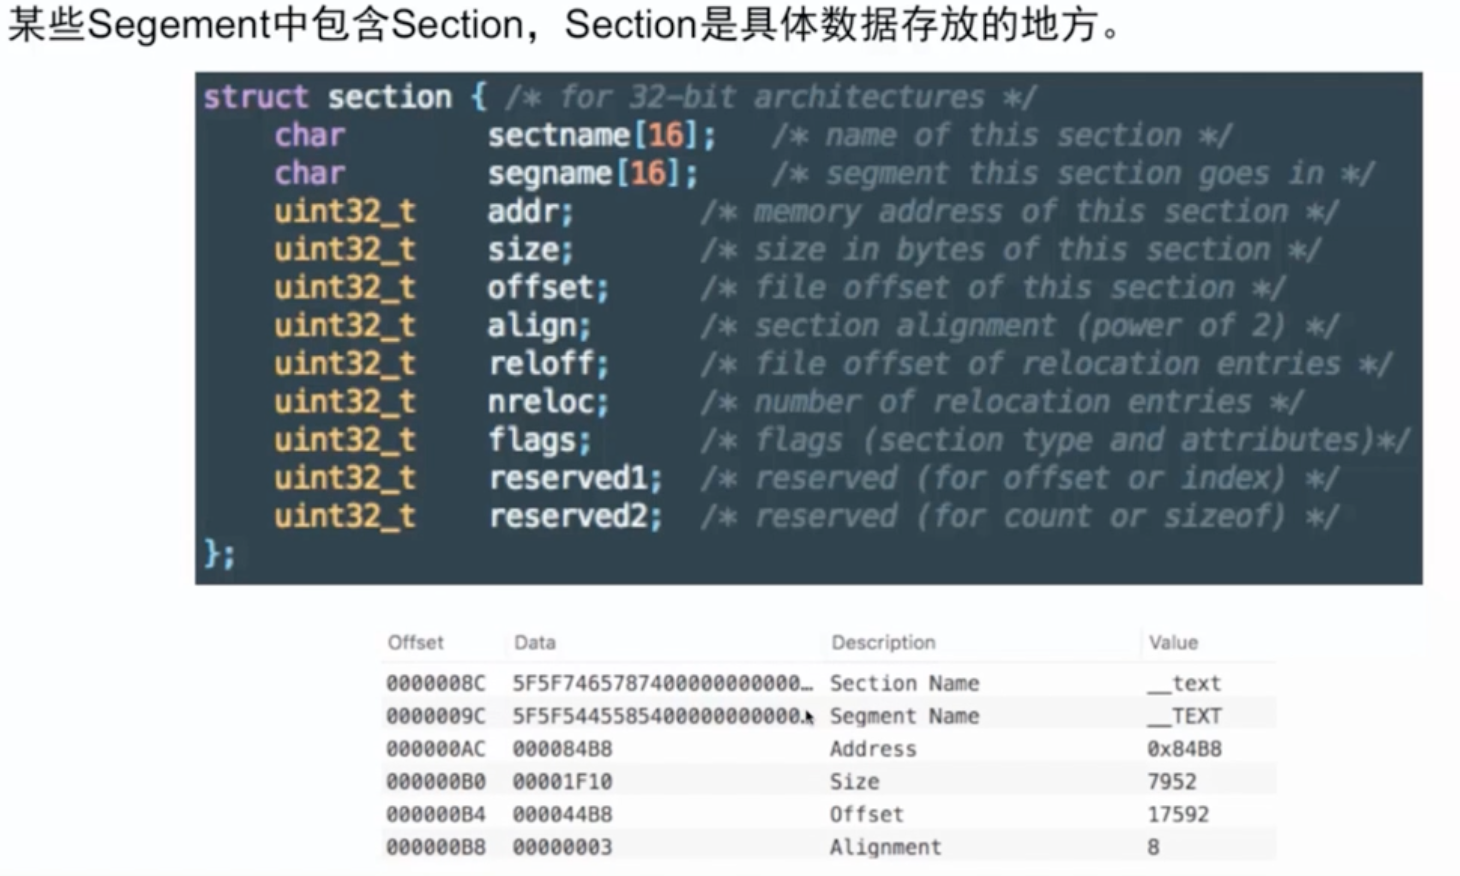 某些Segement中包含Section，Section是具体数据存放的地方。
struct section { /* for 32-bit architectures */
char sectname[16]; /* name of this section */
char segname[16]; /* segment this section goes in */
uint32_t addr; /* memory address of this section */
uint32_t size; /* size in bytes of this section */
uint32_t offset; /* file offset of this section */
uint32_t align; /* section alignment (power of 2) */
uint32_t reloff; /* file offset of relocation entries */
uint32_t nreloc; /* number of relocation entries */
uint32_t flags; /* flags (section type and attributes)*/
uint32_t reserved1; /* reserved (for offset or index) */
uint32_t reserved2; /* reserved (for count or sizeof) */
};
Offset Data Description Value
0000008C 5F5F7465787400000000000… Section Name __text
0000009C 5F5F5445585400000000000… Segment Name __TEXT
000000AC 000084B8 Address 0x84B8
000000B0 00001F10 Size 7952
000000B4 000044B8 Offset 17592
000000B8 00000003 Alignment 8